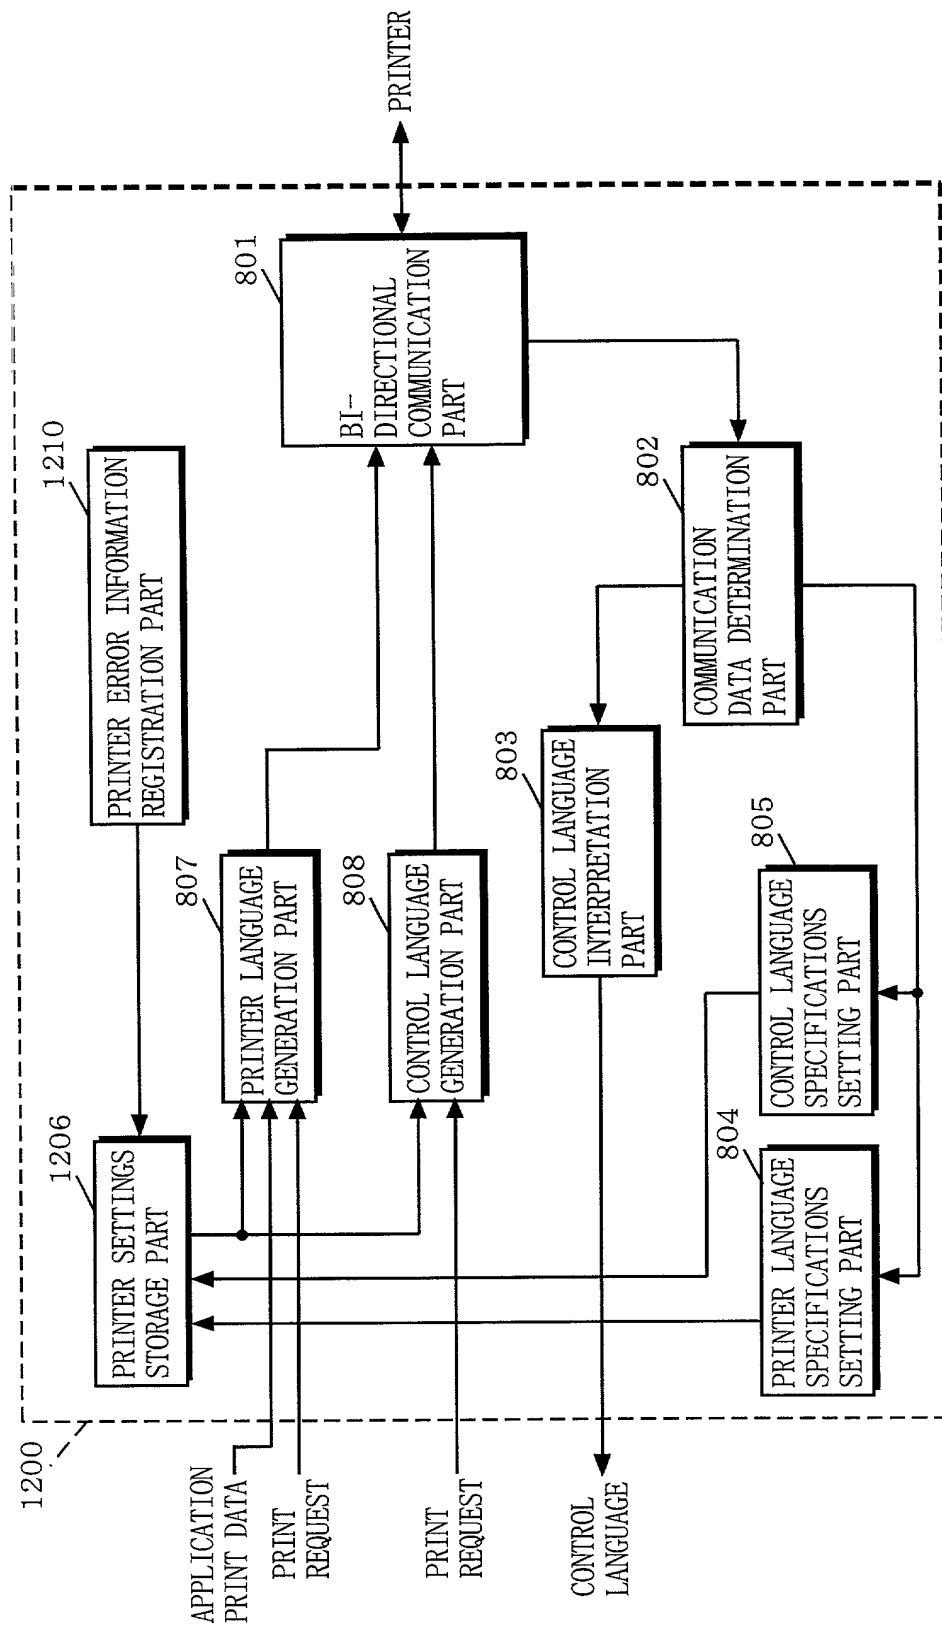 1200
1206
PRINTER SETTINGS
STORAGE PART
1210
PRINTER ERROR INFORMATION
REGISTRATION PART
APPLICATION
PRINT DATA
PRINT
REQUEST
807
PRINTER LANGUAGE
GENERATION PART
801
BI-
DIRECTIONAL
COMMUNICATION
PART
PRINTER
PRINT
REQUEST
808
CONTROL LANGUAGE
GENERATION PART
CONTROL
LANGUAGE
803
CONTROL LANGUAGE
INTERPRETATION
PART
802
COMMUNICATION
DATA DETERMINATION
PART
804
PRINTER LANGUAGE
SPECIFICATIONS
SETTING PART
805
CONTROL LANGUAGE
SPECIFICATIONS
SETTING PART